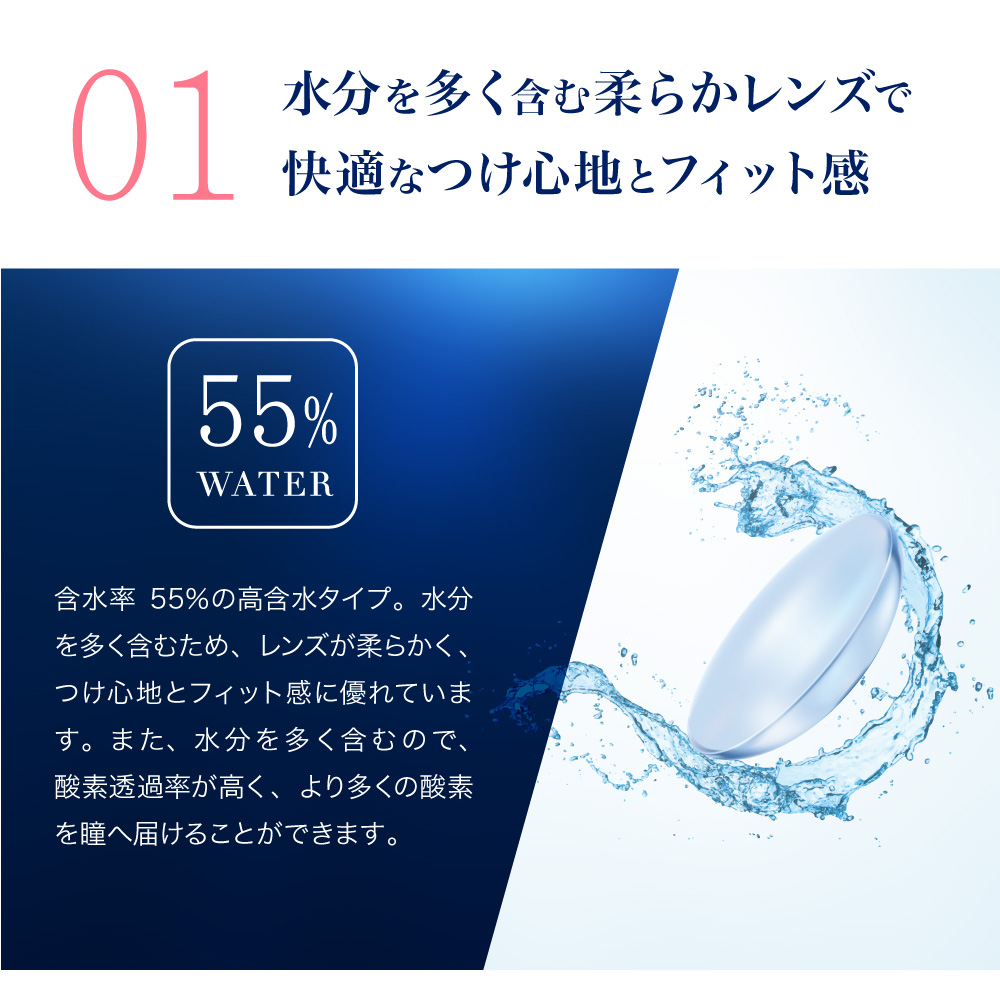 01
水分を多く含む柔らかレンズで
快適なつけ心地とフィット感
55%
WATER
含水率 55%の高含水タイプ。水分
を多く含むため、レンズが柔らかく、
つけ心地とフィット感に優れていま
す。また、水分を多く含むので、
酸素透過率が高く、より多くの酸素
を瞳へ届けることができます。